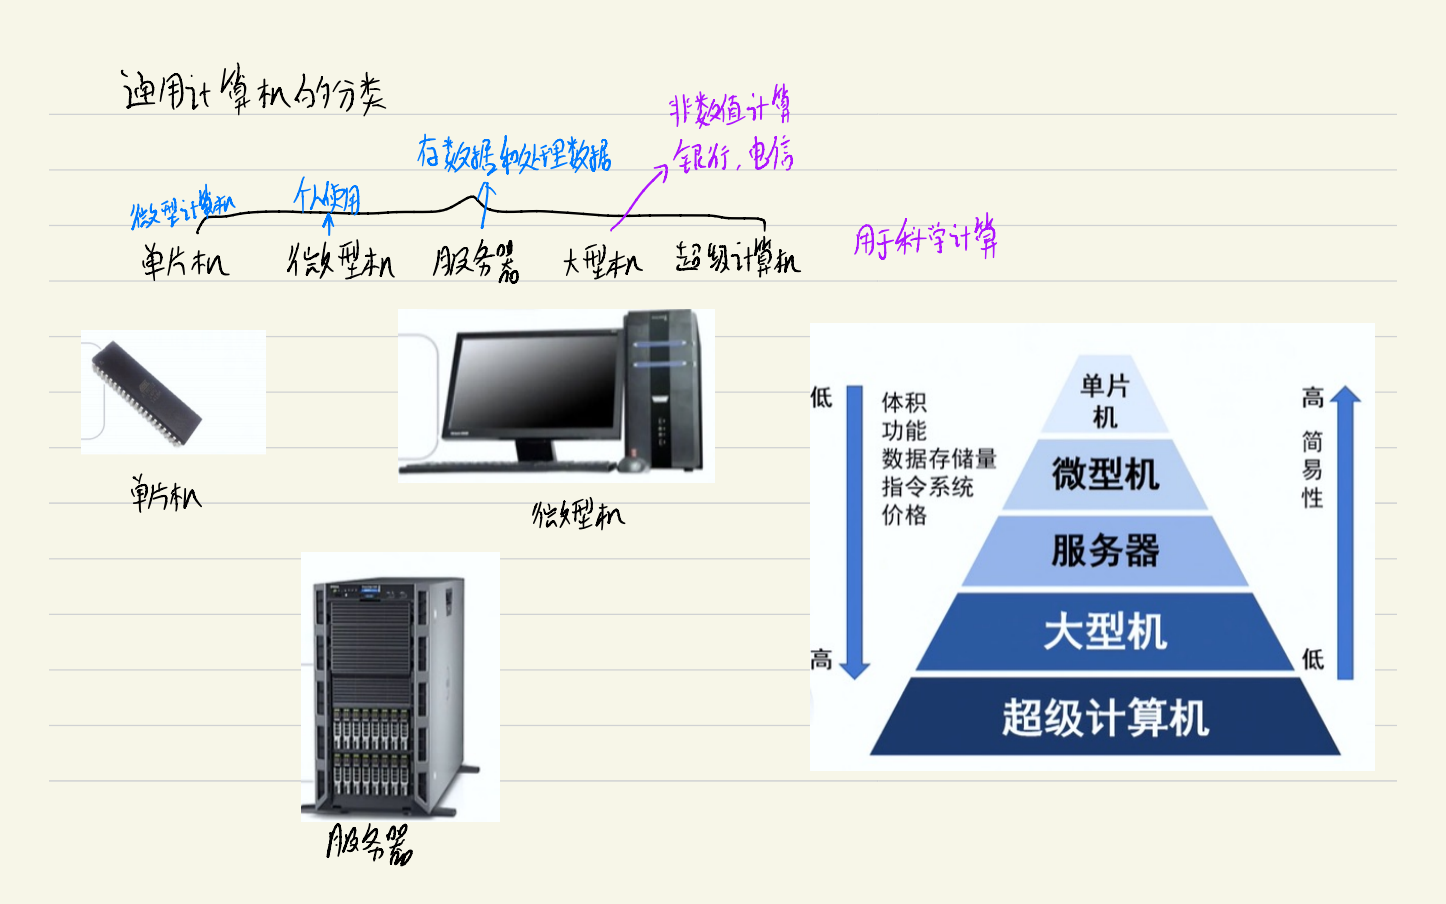 通用计算机的分类
非数值计算
银行,电信
存数据和处理数据
微型计算机
个人使用
单片机 微型机 服务器 大型机 超级计算机
用于科学计算
单片机
微型机
服务器
低
体积
功能
数据存储量
指令系统
价格
高
单片
机
微型机
服务器
大型机
超级计算机
高
简
易
性
低